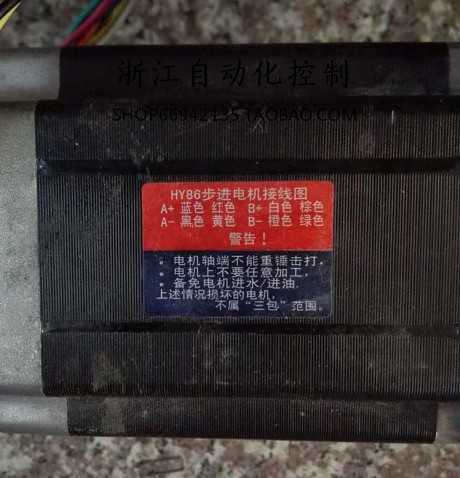 浙江自动化控制
SHOP66942135.TAOBAO.COM
HY86步进电机接线图
A+ 蓝色 红色 B+ 白色 棕色
A- 黑色 黄色 B- 橙色 绿色
警告！
。电机轴端不能重锤击打，
。电机上不要任意加工，
。备免电机进水/进油，
上述情况损坏的电机，
不属“三包”范围。